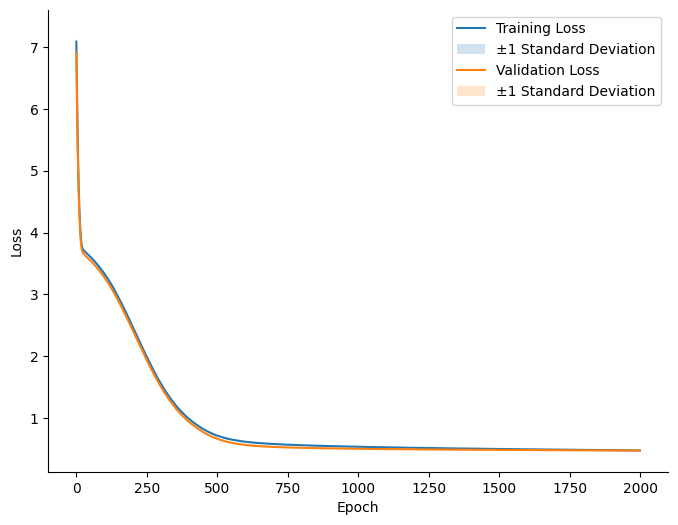 Training Loss
±1 Standard Deviation
Validation Loss
±1 Standard Deviation
7
6
5
4
3
2
1
Loss
0 250 500 750 1000 1250 1500 1750 2000
Epoch